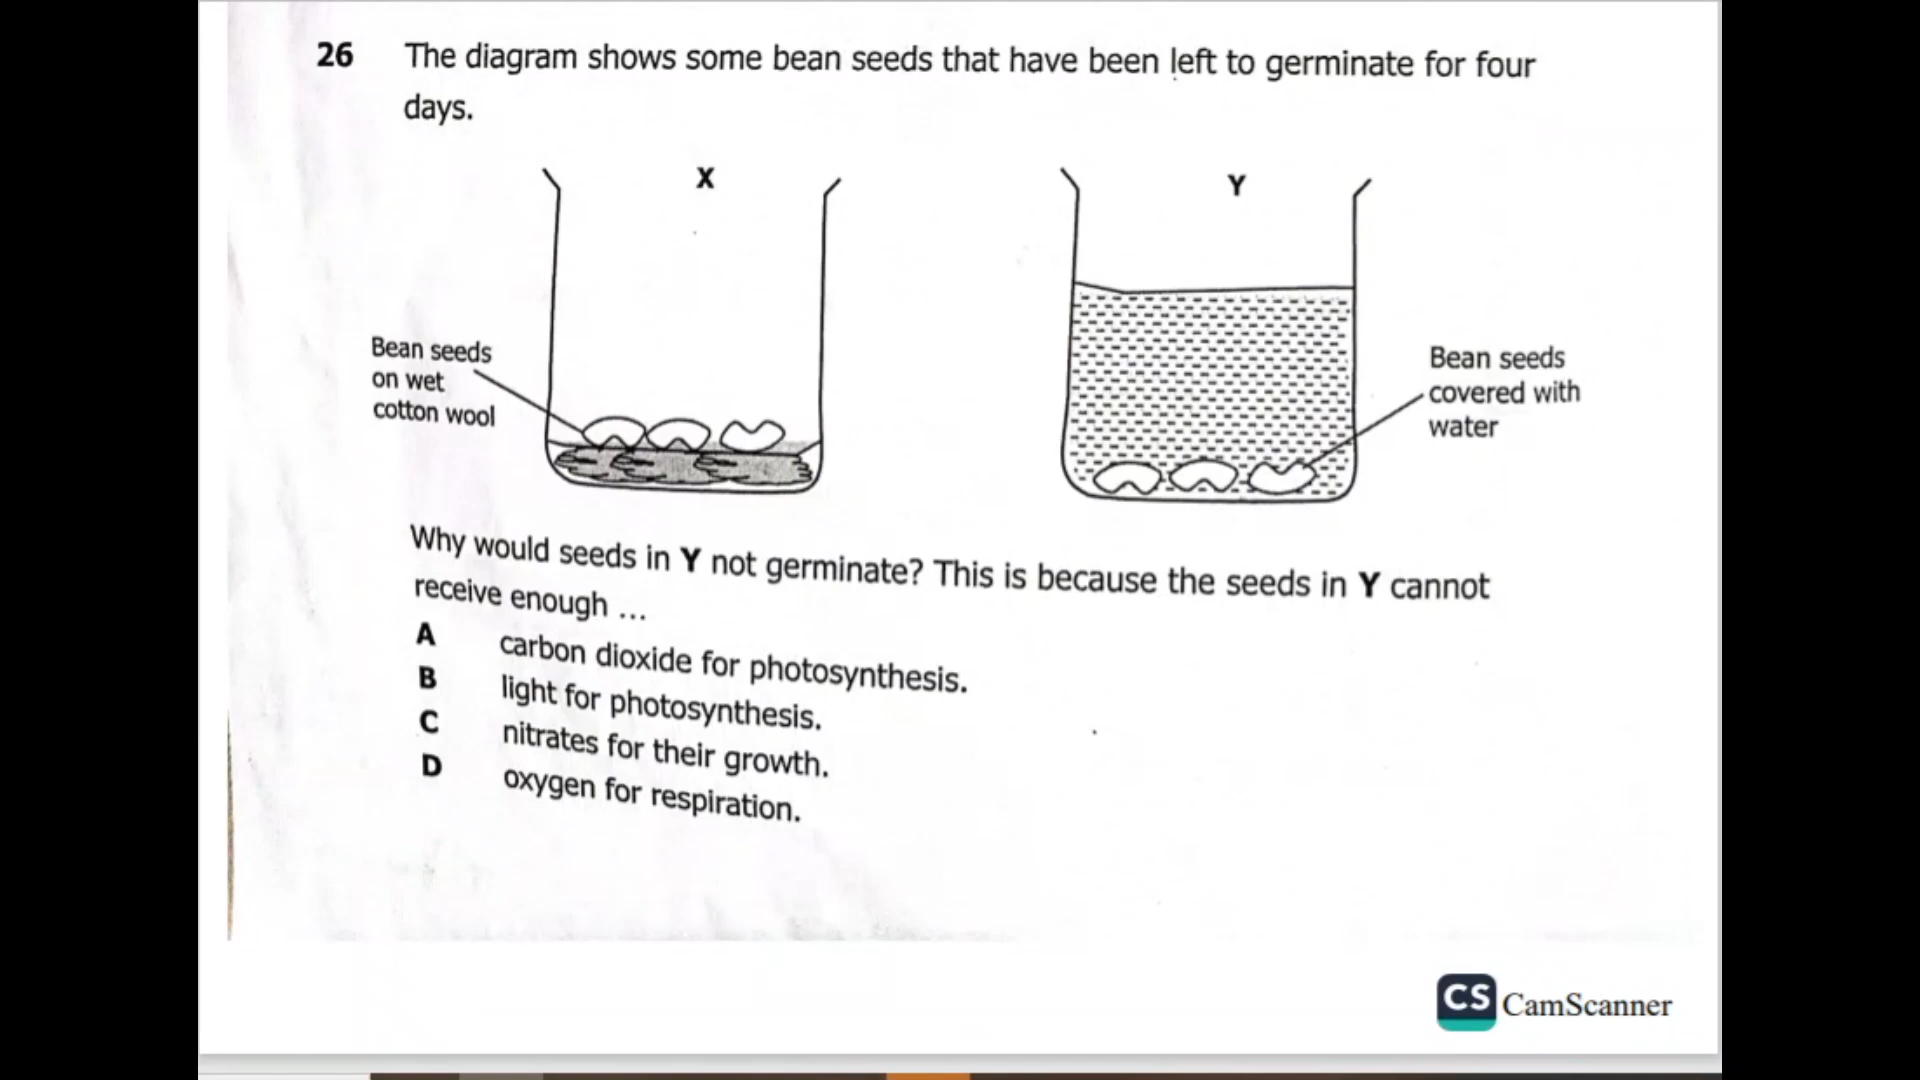 26 The diagram shows some bean seeds that have been left to germinate for four
days.
X
Y
Bean seeds
on wet
cotton wool
Bean seeds
covered with
water
Why would seeds in Y not germinate? This is because the seeds in Y cannot
receive enough ...
A carbon dioxide for photosynthesis.
B light for photosynthesis.
C nitrates for their growth.
D oxygen for respiration.
CS CamScanner